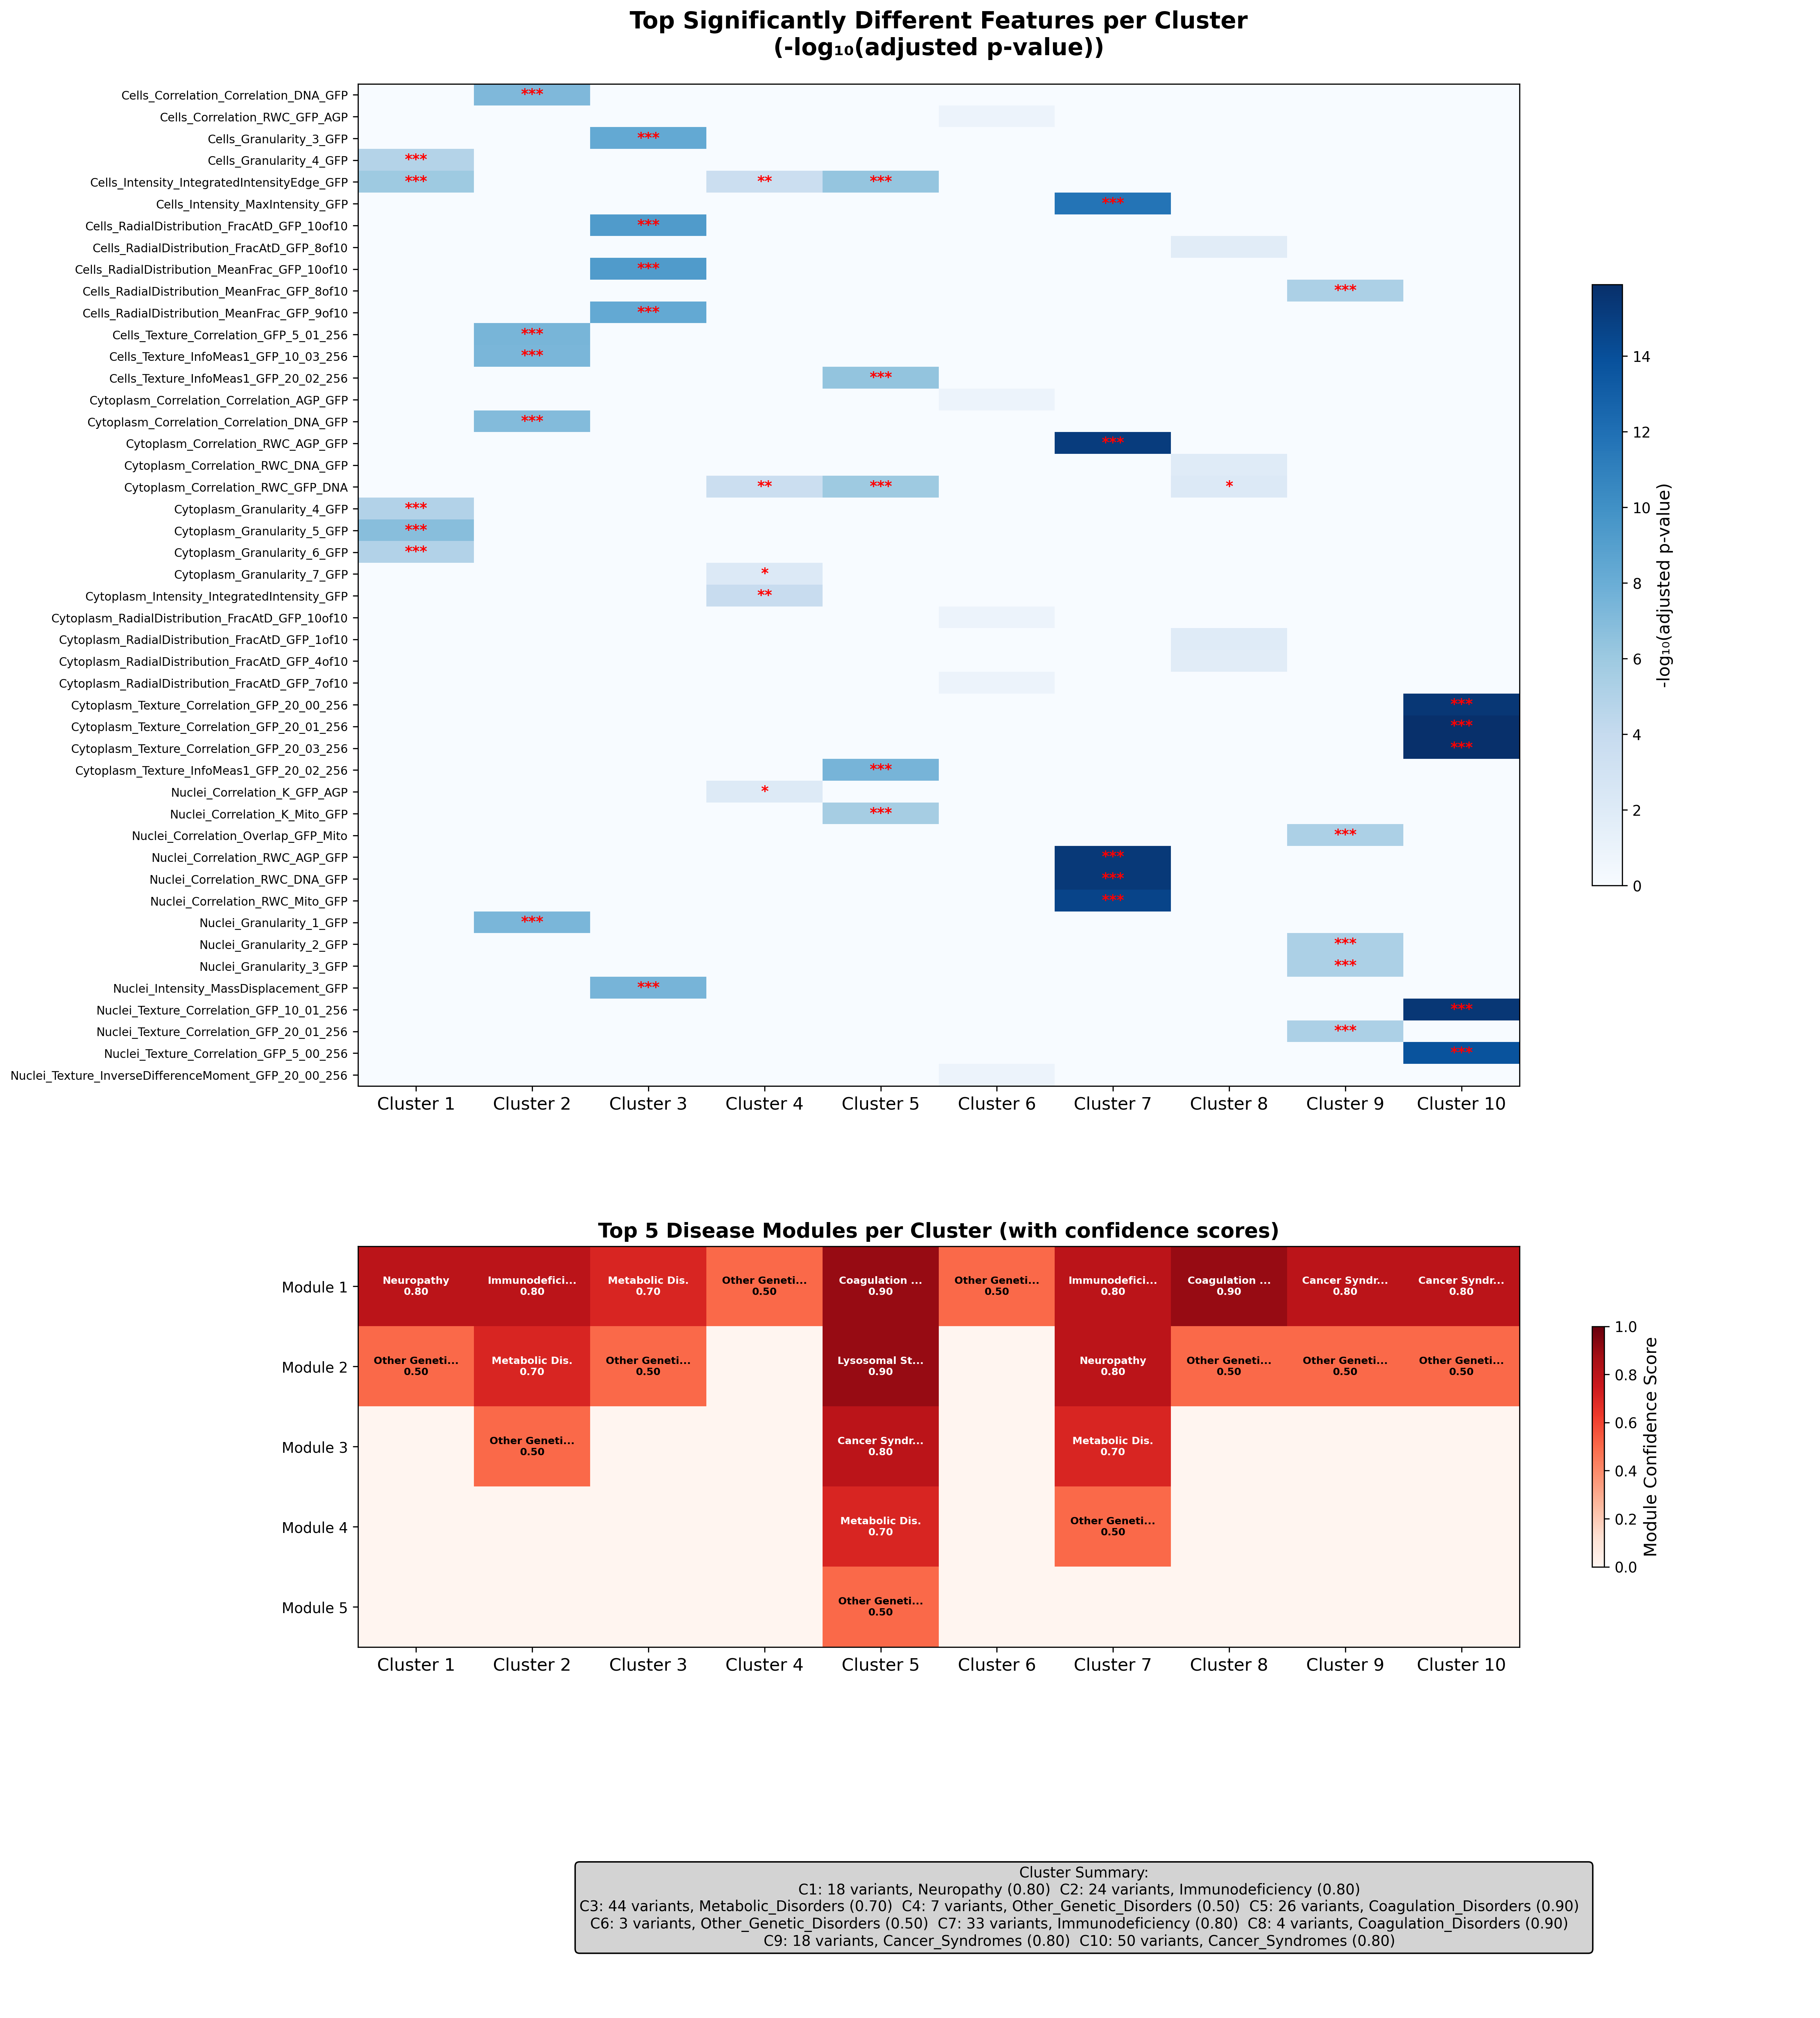 Top Significantly Different Features per Cluster
(-log₁₀(adjusted p-value))
Cells_Correlation_Correlation_DNA_GFP ***
Cells_Correlation_RWC_GFP_AGP
Cells_Granularity_3_GFP ***
Cells_Granularity_4_GFP ***
Cells_Intensity_IntegratedIntensityEdge_GFP *** ** ***
Cells_Intensity_MaxIntensity_GFP ***
Cells_RadialDistribution_FracAtD_GFP_10of10 ***
Cells_RadialDistribution_FracAtD_GFP_8of10
Cells_RadialDistribution_MeanFrac_GFP_10of10 ***
Cells_RadialDistribution_MeanFrac_GFP_8of10 ***
Cells_RadialDistribution_MeanFrac_GFP_9of10 ***
Cells_Texture_Correlation_GFP_5_01_256 ***
Cells_Texture_InfoMeas1_GFP_10_03_256 ***
Cells_Texture_InfoMeas1_GFP_20_02_256 ***
Cytoplasm_Correlation_Correlation_AGP_GFP
Cytoplasm_Correlation_Correlation_DNA_GFP ***
Cytoplasm_Correlation_RWC_AGP_GFP ***
Cytoplasm_Correlation_RWC_DNA_GFP
Cytoplasm_Correlation_RWC_GFP_DNA ** *** *
Cytoplasm_Granularity_4_GFP ***
Cytoplasm_Granularity_5_GFP ***
Cytoplasm_Granularity_6_GFP ***
Cytoplasm_Granularity_7_GFP *
Cytoplasm_Intensity_IntegratedIntensity_GFP **
Cytoplasm_RadialDistribution_FracAtD_GFP_10of10
Cytoplasm_RadialDistribution_FracAtD_GFP_1of10
Cytoplasm_RadialDistribution_FracAtD_GFP_4of10
Cytoplasm_RadialDistribution_FracAtD_GFP_7of10
Cytoplasm_Texture_Correlation_GFP_20_00_256 ***
Cytoplasm_Texture_Correlation_GFP_20_01_256 ***
Cytoplasm_Texture_Correlation_GFP_20_03_256 ***
Cytoplasm_Texture_InfoMeas1_GFP_20_02_256 ***
Nuclei_Correlation_K_GFP_AGP *
Nuclei_Correlation_K_Mito_GFP ***
Nuclei_Correlation_Overlap_GFP_Mito ***
Nuclei_Correlation_RWC_AGP_GFP ***
Nuclei_Correlation_RWC_DNA_GFP ***
Nuclei_Correlation_RWC_Mito_GFP ***
Nuclei_Granularity_1_GFP ***
Nuclei_Granularity_2_GFP ***
Nuclei_Granularity_3_GFP ***
Nuclei_Intensity_MassDisplacement_GFP ***
Nuclei_Texture_Correlation_GFP_10_01_256 ***
Nuclei_Texture_Correlation_GFP_20_01_256 ***
Nuclei_Texture_Correlation_GFP_5_00_256 ***
Nuclei_Texture_InverseDifferenceMoment_GFP_20_00_256
Cluster 1 Cluster 2 Cluster 3 Cluster 4 Cluster 5 Cluster 6 Cluster 7 Cluster 8 Cluster 9 Cluster 10
14
12
10
8
6
4
2
0
-log₁₀(adjusted p-value)
Top 5 Disease Modules per Cluster (with confidence scores)
Module 1
Neuropathy Immunodefici... Metabolic Dis. Other Geneti... Coagulation ... Other Geneti... Immunodefici... Coagulation ... Cancer Syndr... Cancer Syndr...
0.80 0.80 0.70 0.50 0.90 0.50 0.80 0.90 0.80 0.80
Module 2
Other Geneti... Metabolic Dis. Other Geneti... Lysosomal St... Neuropathy Other Geneti... Other Geneti... Other Geneti...
0.50 0.70 0.50 0.90 0.80 0.50 0.50 0.50
Module 3
Other Geneti... Cancer Syndr... Metabolic Dis.
0.50 0.80 0.70
Module 4
Metabolic Dis. Other Geneti...
0.70 0.50
Module 5
Other Geneti...
0.50
Cluster 1 Cluster 2 Cluster 3 Cluster 4 Cluster 5 Cluster 6 Cluster 7 Cluster 8 Cluster 9 Cluster 10
1.0
0.8
0.6
0.4
0.2
0.0
Module Confidence Score
Cluster Summary:
C1: 18 variants, Neuropathy (0.80) C2: 24 variants, Immunodeficiency (0.80)
C3: 44 variants, Metabolic_Disorders (0.70) C4: 7 variants, Other_Genetic_Disorders (0.50) C5: 26 variants, Coagulation_Disorders (0.90)
C6: 3 variants, Other_Genetic_Disorders (0.50) C7: 33 variants, Immunodeficiency (0.80) C8: 4 variants, Coagulation_Disorders (0.90)
C9: 18 variants, Cancer_Syndromes (0.80) C10: 50 variants, Cancer_Syndromes (0.80)